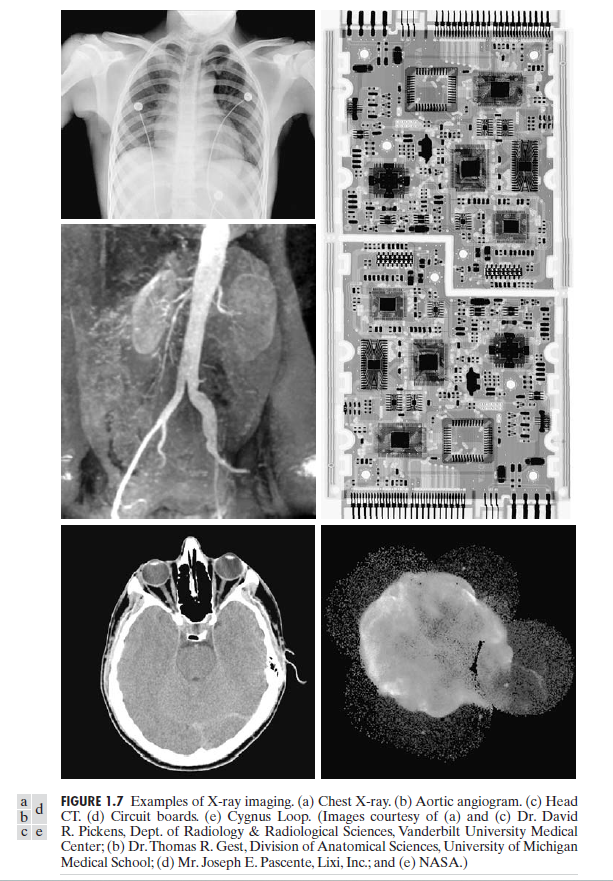 a d
b
c e
FIGURE 1.7 Examples of X-ray imaging. (a) Chest X-ray. (b) Aortic angiogram. (c) Head
CT. (d) Circuit boards. (e) Cygnus Loop. (Images courtesy of (a) and (c) Dr. David
R. Pickens, Dept. of Radiology & Radiological Sciences, Vanderbilt University Medical
Center; (b) Dr. Thomas R. Gest, Division of Anatomical Sciences, University of Michigan
Medical School; (d) Mr. Joseph E. Pascente, Lixi, Inc.; and (e) NASA.)